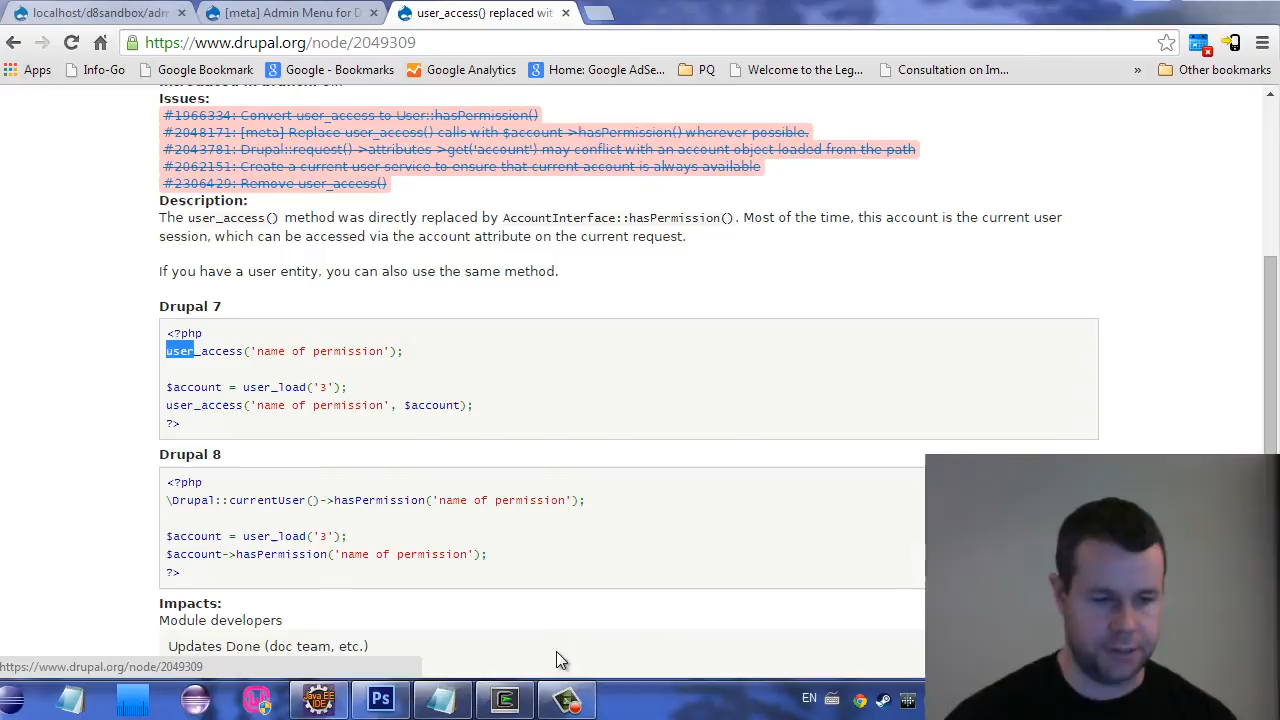 localhost/d8sandbox/adm
[meta] Admin Menu for D
user_access() replaced wit
https://www.drupal.org/node/2049309
Apps
Info-Go
Google Bookmark
Google - Bookmarks
Google Analytics
Home: Google AdSe...
PQ
Welcome to the Leg...
Consultation on Im...
»
Other bookmarks
Issues:
#1966334: Convert user_access to User::hasPermission()
#2048171: [meta] Replace user_access() calls with $account->hasPermission() wherever possible.
#2043781: Drupal::request()->attributes->get('account') may conflict with an account object loaded from the path
#2062151: Create a current user service to ensure that current account is always available
#2306429: Remove user_access()
Description:
The user_access() method was directly replaced by AccountInterface::hasPermission(). Most of the time, this account is the current user
session, which can be accessed via the account attribute on the current request.
If you have a user entity, you can also use the same method.
Drupal 7
<?php
user_access('name of permission');
$account = user_load('3');
user_access('name of permission', $account);
?>
Drupal 8
<?php
\Drupal::currentUser()->hasPermission('name of permission');
$account = user_load('3');
$account->hasPermission('name of permission');
?>
Impacts:
Module developers
Updates Done (doc team, etc.)
https://www.drupal.org/node/2049309
Java EE
IDE
Ps
EN